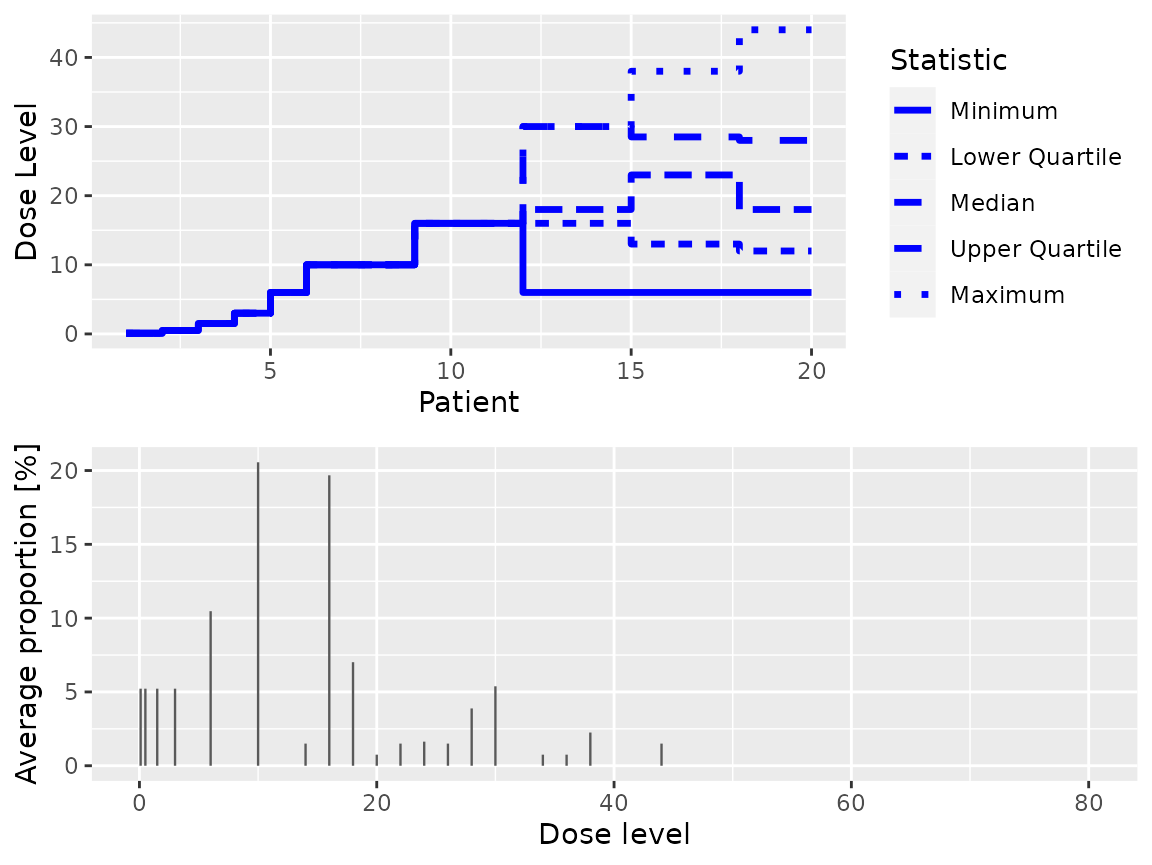 Dose Level
40
30
20
10
0
5
10
15
20
Patient
Statistic
Minimum
Lower Quartile
Median
Upper Quartile
Maximum
Average proportion [%]
20
15
10
5
0
0
20
40
60
80
Dose level